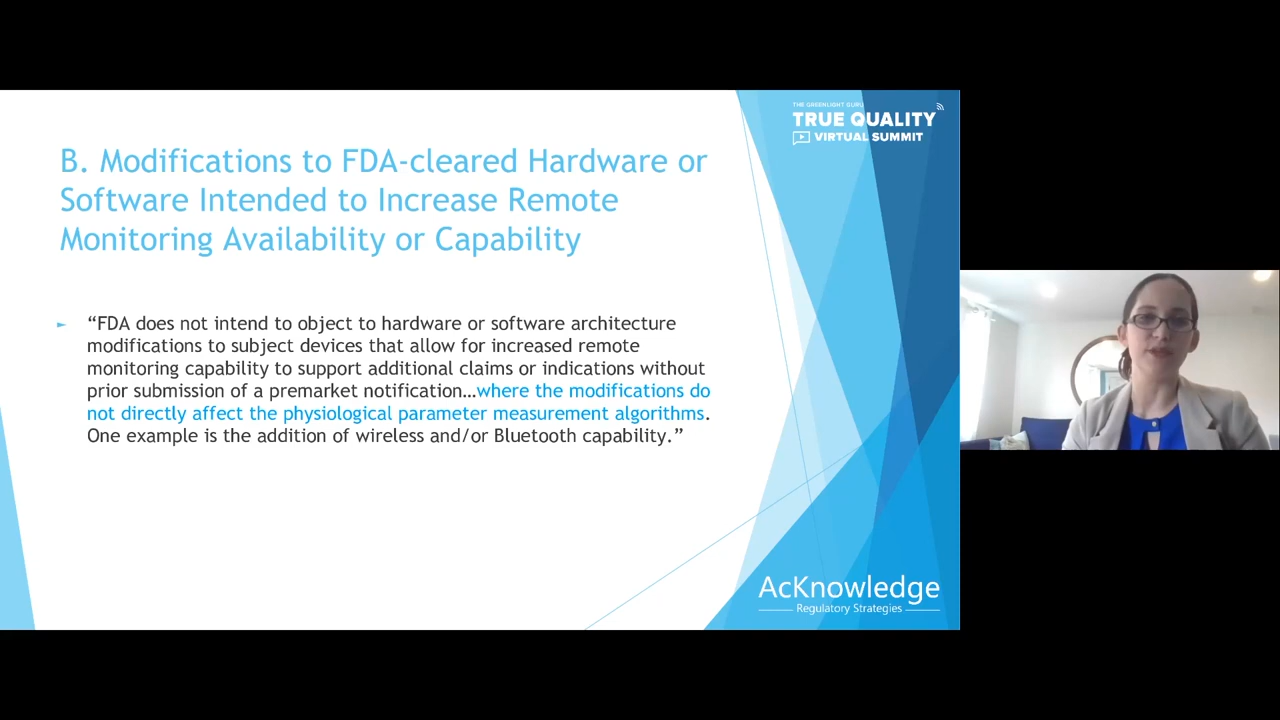 THE GREENLIGHT GURU
TRUE QUALITY
VIRTUAL SUMMIT
B. Modifications to FDA-cleared Hardware or
Software Intended to Increase Remote
Monitoring Availability or Capability
► “FDA does not intend to object to hardware or software architecture
modifications to subject devices that allow for increased remote
monitoring capability to support additional claims or indications without
prior submission of a premarket notification…where the modifications do
not directly affect the physiological parameter measurement algorithms.
One example is the addition of wireless and/or Bluetooth capability.”
AcKnowledge
Regulatory Strategies